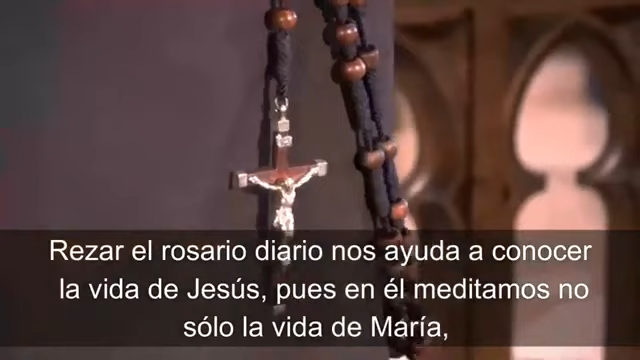 Rezar el rosario diario nos ayuda a conocer
la vida de Jesús, pues en él meditamos no
sólo la vida de María,